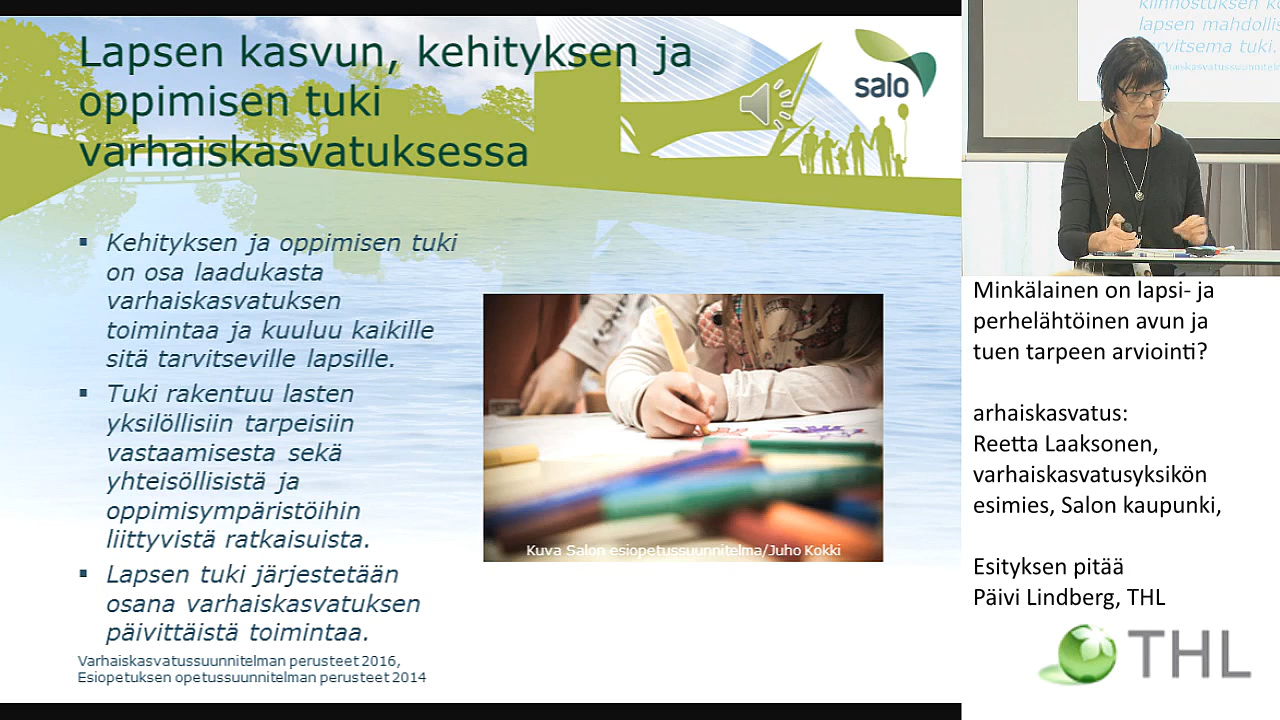 Lapsen kasvun, kehityksen ja
oppimisen tuki
varhaiskasvatuksessa
salo
▪ Kehityksen ja oppimisen tuki
on osa laadukasta
varhaiskasvatuksen
toimintaa ja kuuluu kaikille
sitä tarvitseville lapsille.
▪ Tuki rakentuu lasten
yksilöllisiin tarpeisiin
vastaamisesta sekä
yhteisöllisistä ja
oppimisympäristöihin
liittyvistä ratkaisuista.
▪ Lapsen tuki järjestetään
osana varhaiskasvatuksen
päivittäistä toimintaa.
Varhaiskasvatussuunnitelman perusteet 2016,
Esiopetuksen opetussuunnitelman perusteet 2014
Kuva Salon esiopetussuunnitelma/Juho Kokki
kiinnostuksen
lapsen
tuki.
Minkälainen on lapsi- ja
perhelähtöinen avun ja
tuen tarpeen arviointi?
arhaiskasvatus:
Reetta Laaksonen,
varhaiskasvatusyksikön
esimies, Salon kaupunki,
Esityksen pitää
Päivi Lindberg, THL
THL